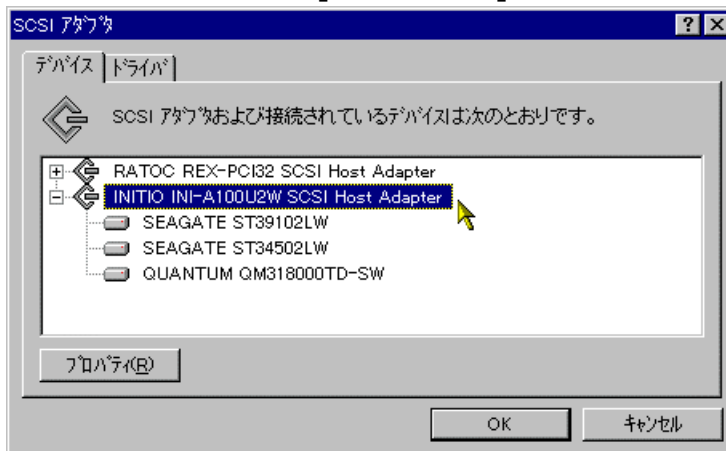 SCSI ｱﾀﾞﾌﾟﾀ
ﾃﾞﾊﾞｲｽ ﾄﾞﾗｲﾊﾞ
SCSI ｱﾀﾞﾌﾟﾀおよび接続されているﾃﾞﾊﾞｲｽは次のとおりです。
RATOC REX-PCI32 SCSI Host Adapter
INITIO INI-A100U2W SCSI Host Adapter
SEAGATE ST39102LW
SEAGATE ST34502LW
QUANTUM QM318000TD-SW
ﾌﾟﾛﾊﾟﾃｨ(R)
OK ｷｬﾝｾﾙ